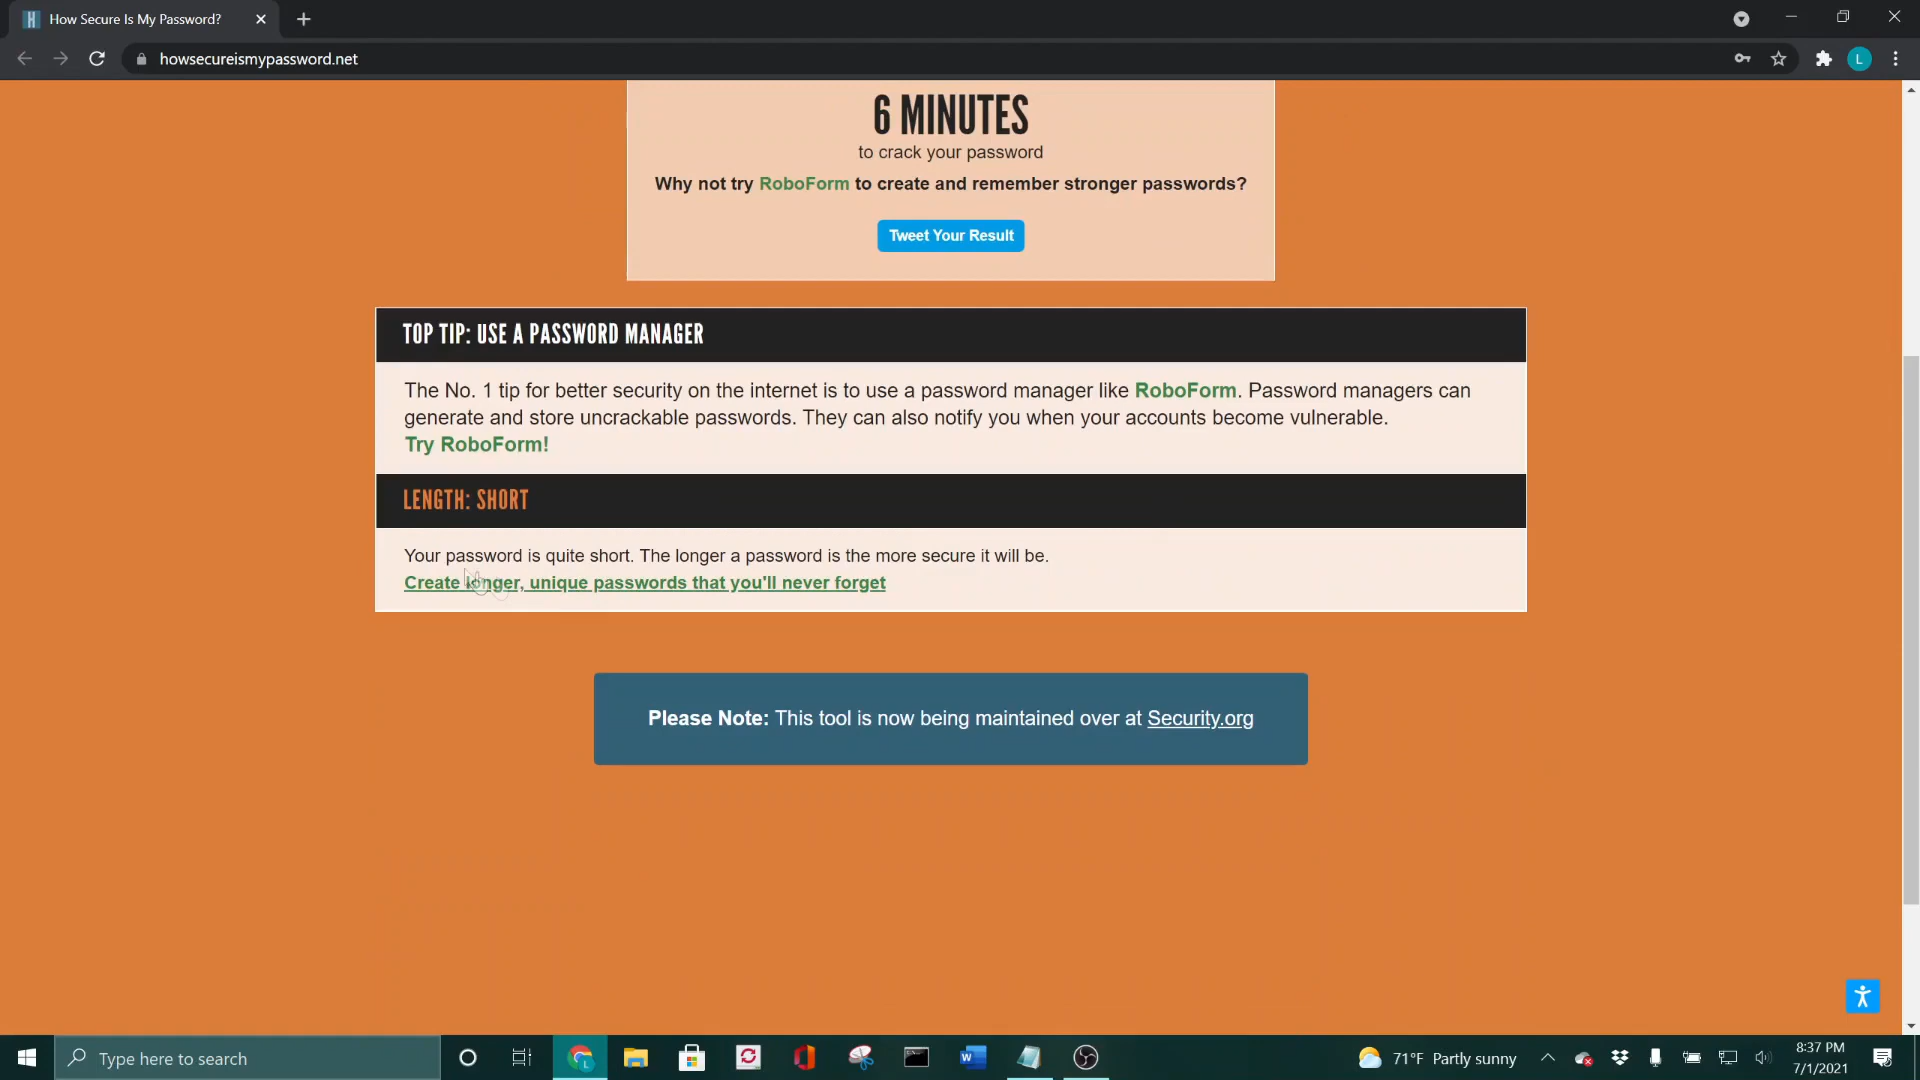 How Secure Is My Password?
howsecureismypassword.net
L
6 MINUTES
to crack your password
Why not try RoboForm to create and remember stronger passwords?
Tweet Your Result
TOP TIP: USE A PASSWORD MANAGER
The No. 1 tip for better security on the internet is to use a password manager like RoboForm. Password managers can
generate and store uncrackable passwords. They can also notify you when your accounts become vulnerable.
Try RoboForm!
LENGTH: SHORT
Your password is quite short. The longer a password is the more secure it will be.
Create longer, unique passwords that you'll never forget
Please Note: This tool is now being maintained over at Security.org
Type here to search
71°F Partly sunny
8:37 PM
7/1/2021